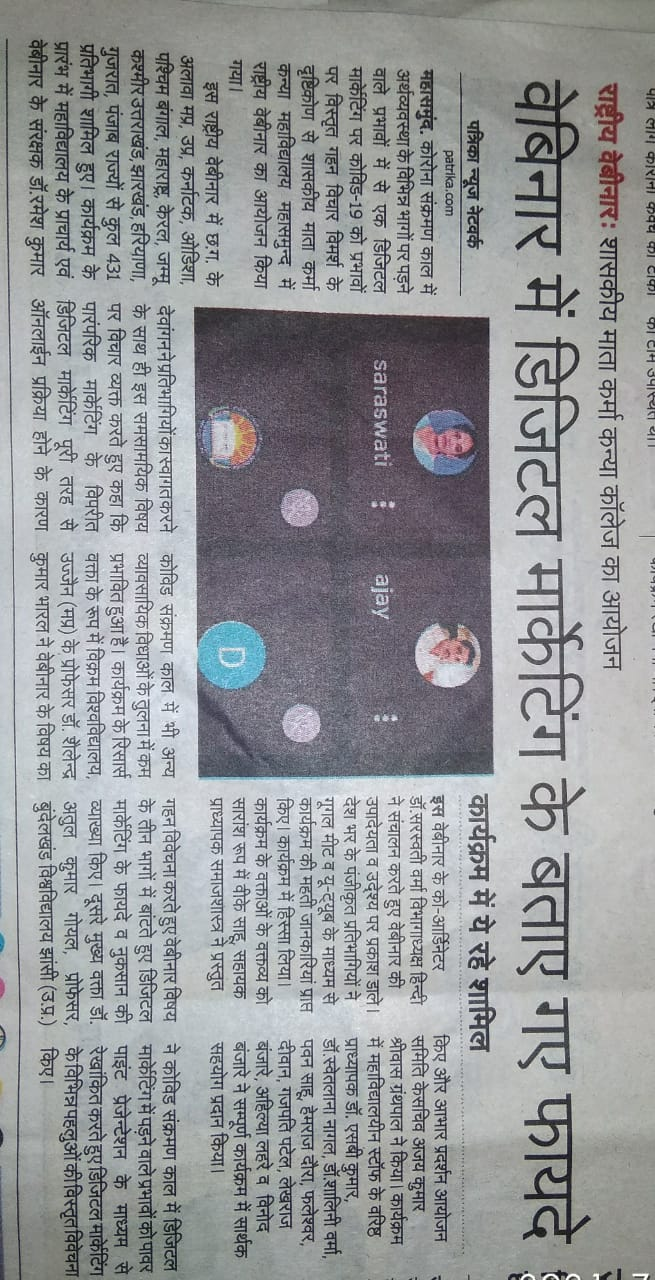 राष्ट्रीय वेबीनार: शासकीय माता कर्मा कन्या कॉलेज का आयोजन
वेबिनार में डिजिटल मार्केटिंग के बताए गए फायदे
पत्रिका न्यूज नेटवर्क
patrika.com
महासमुंद. कोरोना संक्रमण काल में
अर्थव्यवस्था के विभिन्न भागों पर पड़ने
वाले प्रभावों में से एक डिजिटल
मार्केटिंग पर कोविड-19 को प्रभावों
पर विस्तृत गहन विचार विमर्श के
दृष्टिकोण से शासकीय माता कर्मा
कन्या महाविद्यालय महासमुन्द में
राष्ट्रीय वेबीनार का आयोजन किया
गया।
इस राष्ट्रीय वेबीनार में छ.ग. के
अलावा मप्र, उप्र, कर्नाटक, ओडिशा,
पश्चिम बंगाल, महाराष्ट्र, केरल, जम्मू
कश्मीर उत्तराखंड झारखंड हरियाणा,
गुजरात, पंजाब राज्यों से कुल 431
प्रतिभागी शामिल हुए। कार्यक्रम के
प्रारंभ में महाविद्यालय के प्राचार्य एवं
वेबीनार के संरक्षक डॉ.रमेश कुमार
saraswati
ajay
D
देवांगन ने प्रतिभागियों का स्वागत करने
के साथ ही इस समसामयिक विषय
पर विचार व्यक्त करते हुए कहा कि
पारंपरिक मार्केटिंग के विपरीत
डिजिटल मार्केटिंग पूरी तरह से
ऑनलाईन प्रक्रिया होने के कारण
कोविड संक्रमण काल में भी अन्य
व्यावसायिक विधाओं के तुलना में कम
प्रभावित हुआ है। कार्यक्रम के रिसोर्स
वक्ता के रूप में विक्रम विश्वविद्यालय,
उज्जैन (मप्र) के प्रोफेसर डॉ. शैलेन्द्र
कुमार भारल ने वेबीनार के विषय का
कार्यक्रम में ये रहे शामिल
इस वेबीनार के को-आर्डिनेटर
डॉ.सरस्वती वर्मा विभागाध्यक्ष हिन्दी
ने संचालन करते हुए वेबीनार की
उपादेयता व उद्देश्य पर प्रकाश डाले।
देश भर के पंजीकृत प्रतिभागियों ने
गूगल मीट व यू-ट्यूब के माध्यम से
कार्यक्रम की महती जानकारियां प्राप्त
किए। कार्यक्रम में हिस्सा लिया।
कार्यक्रम के वक्ताओं के वक्तव्य को
सारांश रूप में वीके साहू सहायक
प्राध्यापक समाजशास्त्र ने प्रस्तुत
किए और आभार प्रदर्शन आयोजन
समिति के सचिव अजय कुमार
श्रीवास ग्रंथपाल ने किया। कार्यक्रम
में महाविद्यालयीन स्टॉफ के वरिष्ठ
प्राध्यापक डॉ. एसबी कुमार,
डॉ.स्वेतलाना नागल, डॉ.शालिनी वर्मा,
पवन साहू, हेमराज दौरा, फलेश्वर,
दीवान, गजपति पटेल, लेखराज
बंजारे, अहिल्या लहरे व विनोद
बंजारे ने सम्पूर्ण कार्यक्रम में सार्थक
सहयोग प्रदान किया।
गहन विवेचना करते हुए वेबीनार विषय
के तीन भागों में बांटते हुए डिजिटल
मार्केटिंग के फायदे व नुकसान की
व्याख्या किए। दूसरे मुख्य वक्ता डॉ.
अतुल कुमार गोयल, प्रोफेसर,
बुंदेलखंड विश्वविद्यालय झांसी (उ.प्र.)
ने कोविड संक्रमण काल में डिजिटल
मार्केटिंग में पड़ने वाले प्रभावों को पावर
पाइंट प्रजेन्टेशन के माध्यम से
रेखांकित करते हुए डिजिटल मार्केटिंग
के विभिन्न पहलुओं की विस्तृत विवेचना
किए।